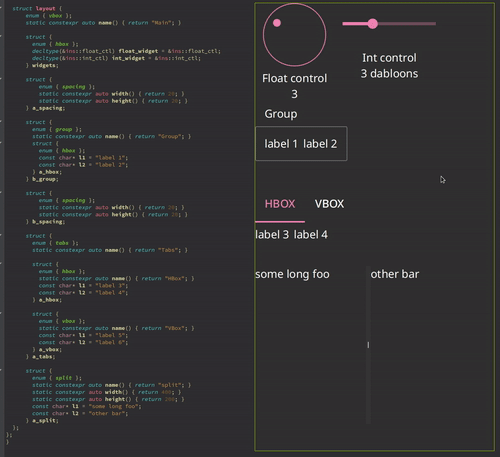 struct layout {
enum { vbox };
static constexpr auto name() { return "Main"; }
struct {
enum { hbox };
decltype(&ins::float_ctl) float_widget = &ins::float_ctl;
decltype(&ins::int_ctl) int_widget = &ins::int_ctl;
} widgets;
struct {
enum { spacing };
static constexpr auto width() { return 20; }
static constexpr auto height() { return 20; }
} a_spacing;
struct {
enum { group };
static constexpr auto name() { return "Group"; }
struct {
enum { hbox };
const char* l1 = "label 1";
const char* l2 = "label 2";
} a_hbox;
} b_group;
struct {
enum { spacing };
static constexpr auto width() { return 20; }
static constexpr auto height() { return 20; }
} b_spacing;
struct {
enum { tabs };
static constexpr auto name() { return "Tabs"; }
struct {
enum { hbox };
static constexpr auto name() { return "HBox"; }
const char* l1 = "label 3";
const char* l2 = "label 4";
} a_hbox;
struct {
enum { vbox };
static constexpr auto name() { return "VBox"; }
const char* l1 = "label 5";
const char* l2 = "label 6";
} a_vbox;
} a_tabs;
struct {
enum { split };
static constexpr auto name() { return "split"; }
static constexpr auto width() { return 400; }
static constexpr auto height() { return 200; }
const char* l1 = "some long foo";
const char* l2 = "other bar";
} a_split;
};
};
}
Float control
3
Int control
3 dabloons
Group
label 1 label 2
HBOX VBOX
label 3 label 4
some long foo other bar